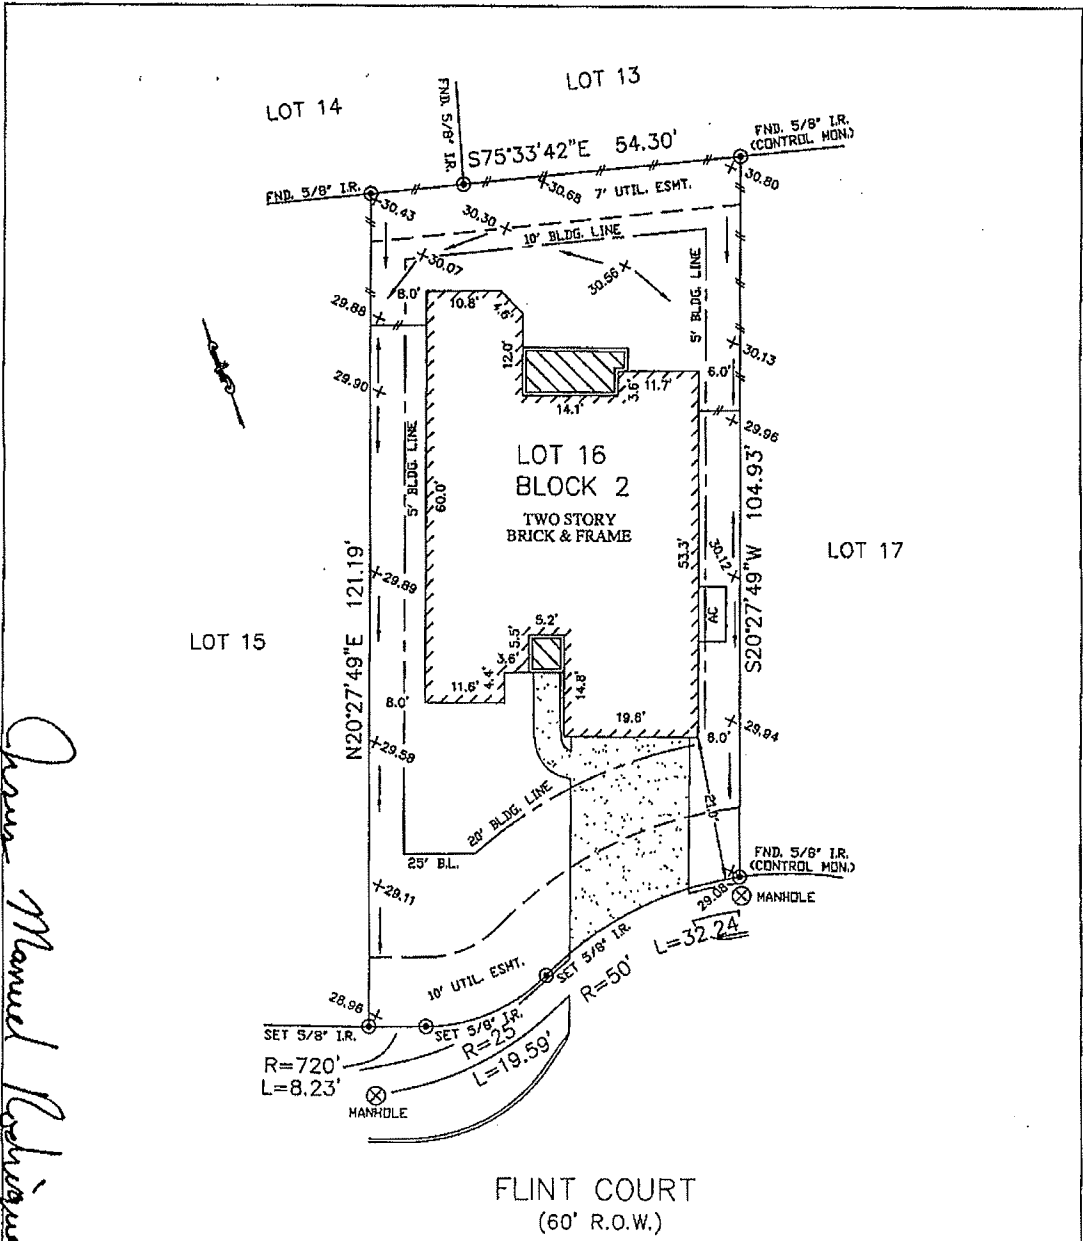 LOT 14
LOT 13
FND. 5/8" I.R.
S75°33'42"E 54.30'
FND. 5/8" I.R.
(CONTROL MON.)
FND. 5/8" I.R.
30.43
30.30
30.68
7' UTIL. ESMT.
30.80
10' BLDG. LINE
30.07
30.56
5' BLDG. LINE
8.0'
10.8'
4.6'
29.88
12.0'
30.13
29.90
14.1'
3.6'
11.7'
6.0'
29.96
5' BLDG. LINE
60.0'
LOT 16
BLOCK 2
TWO STORY
BRICK & FRAME
53.3'
30.12
S20°27'49"W 104.93'
LOT 17
29.89
N20°27'49"E 121.19'
LOT 15
AC
5.2'
5.5'
3.6'
11.6'
4.4'
14.8'
8.0'
19.6'
6.0'
29.94
29.58
20' BLDG. LINE
21.0'
25' B.L.
FND. 5/8" I.R.
(CONTROL MON.)
29.11
29.08
MANHOLE
L=32.24
28.96
10' UTIL. ESMT.
SET 5/8" I.R.
R=50'
SET 5/8" I.R.
SET 5/8" I.R.
R=25'
L=19.59'
R=720'
L=8.23'
MANHOLE
FLINT COURT
(60' R.O.W.)
Manuel